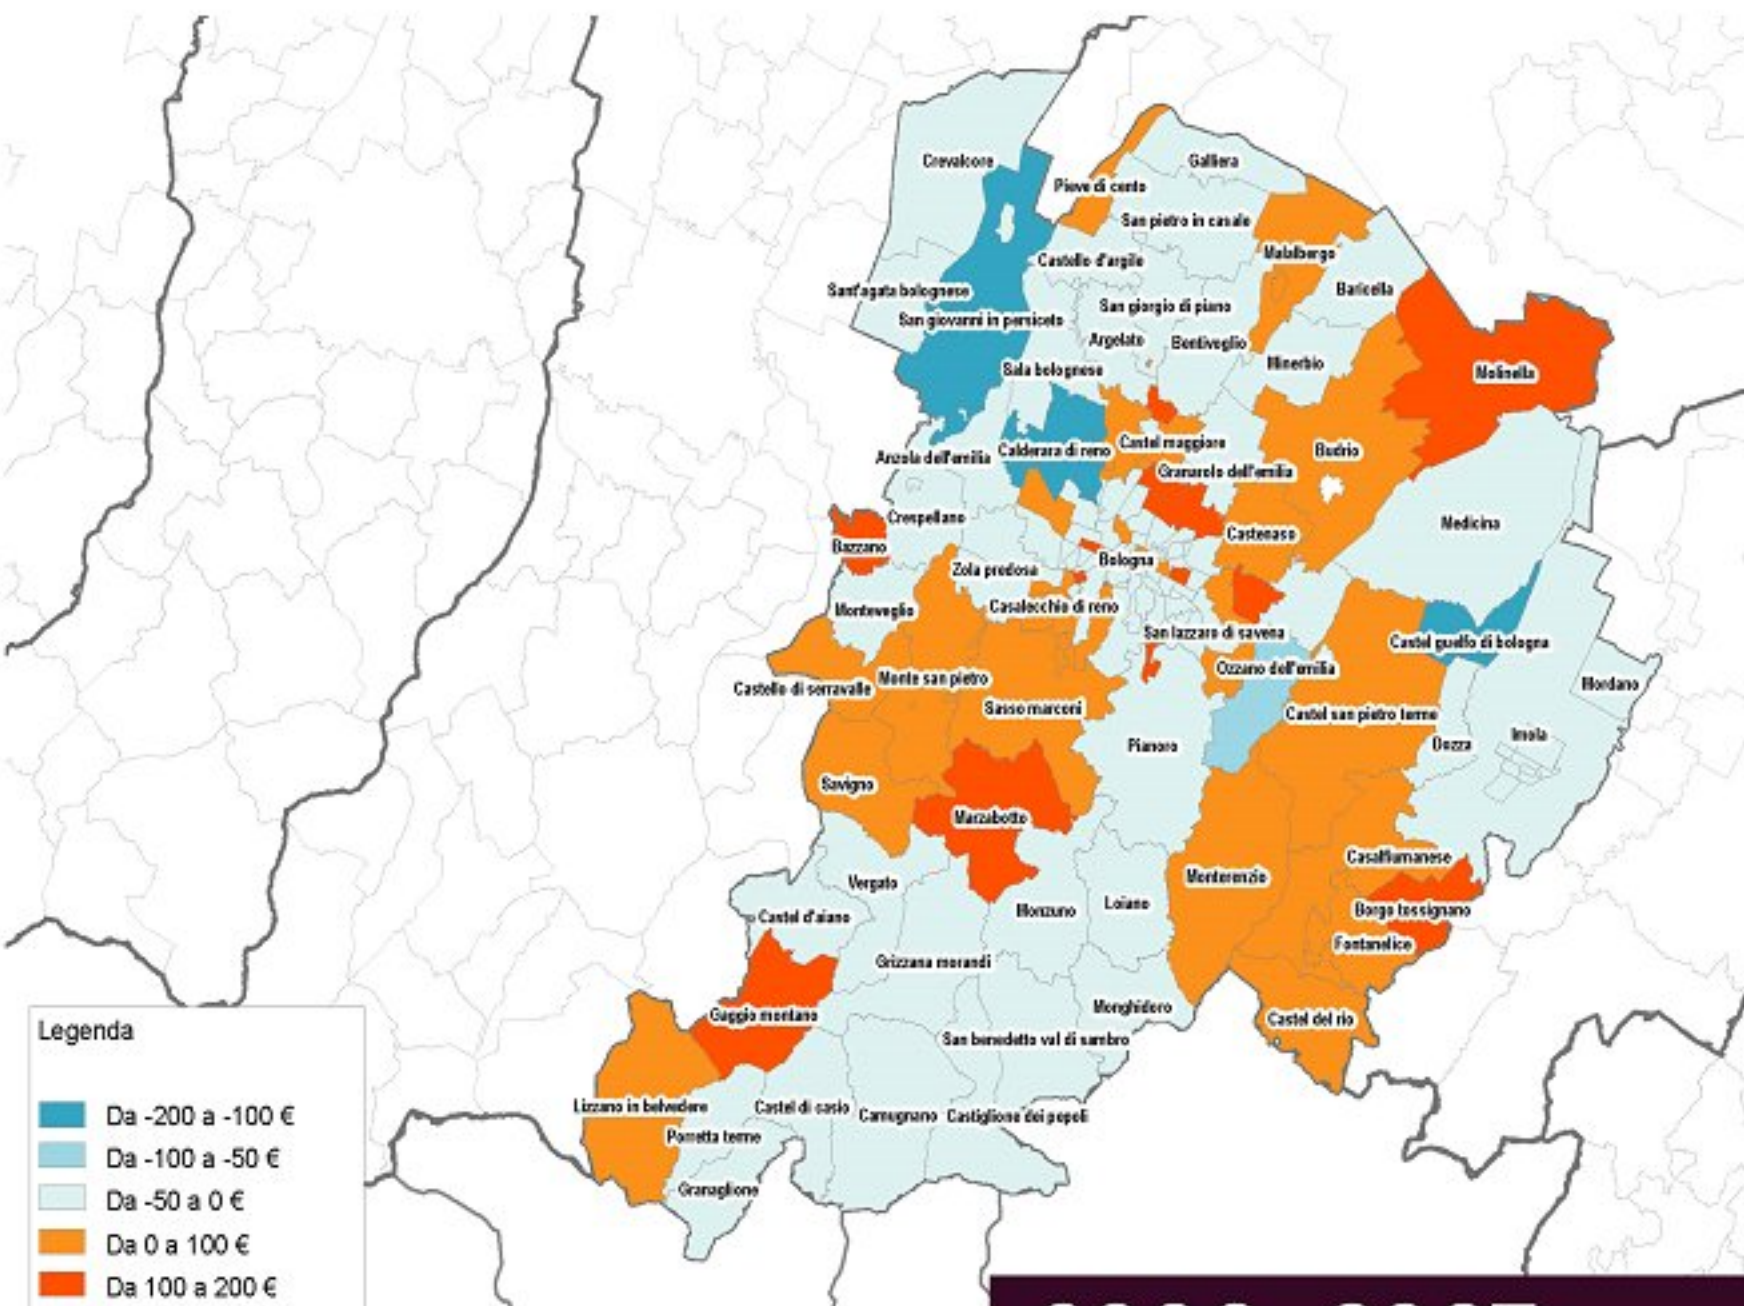 Crevalcore
Galliera
Pieve di cento
San pietro in casale
Malalbergo
Castello d'argile
Baricella
Sant'agata bolognese
San giorgio di piano
San giovanni in persiceto
Argelato
Bentivoglio
Minerbio
Sala bolognese
Molinella
Castel maggiore
Calderara di reno
Budrio
Anzola dell'emilia
Granarolo dell'emilia
Crespellano
Medicina
Castenaso
Bazzano
Bologna
Zola predosa
Monteveglio
Casalecchio di reno
San lazzaro di savena
Castel guelfo di bologna
Ozzano dell'emilia
Monte san pietro
Mordano
Castello di serravalle
Sasso marconi
Castel san pietro terme
Pianoro
Dozza
Imola
Savigno
Marzabotto
Casalfiumanese
Vergato
Monterenzio
Loiano
Monzuno
Borgo tossignano
Castel d'aiano
Fontanelice
Grizzana morandi
Monghidoro
Gaggio montano
Castel del rio
San benedetto val di sambro
Lizzano in belvedere
Castel di casio
Camugnano
Castiglione dei pepoli
Porretta terme
Granaglione
Legenda
Da -200 a -100 €
Da -100 a -50 €
Da -50 a 0 €
Da 0 a 100 €
Da 100 a 200 €